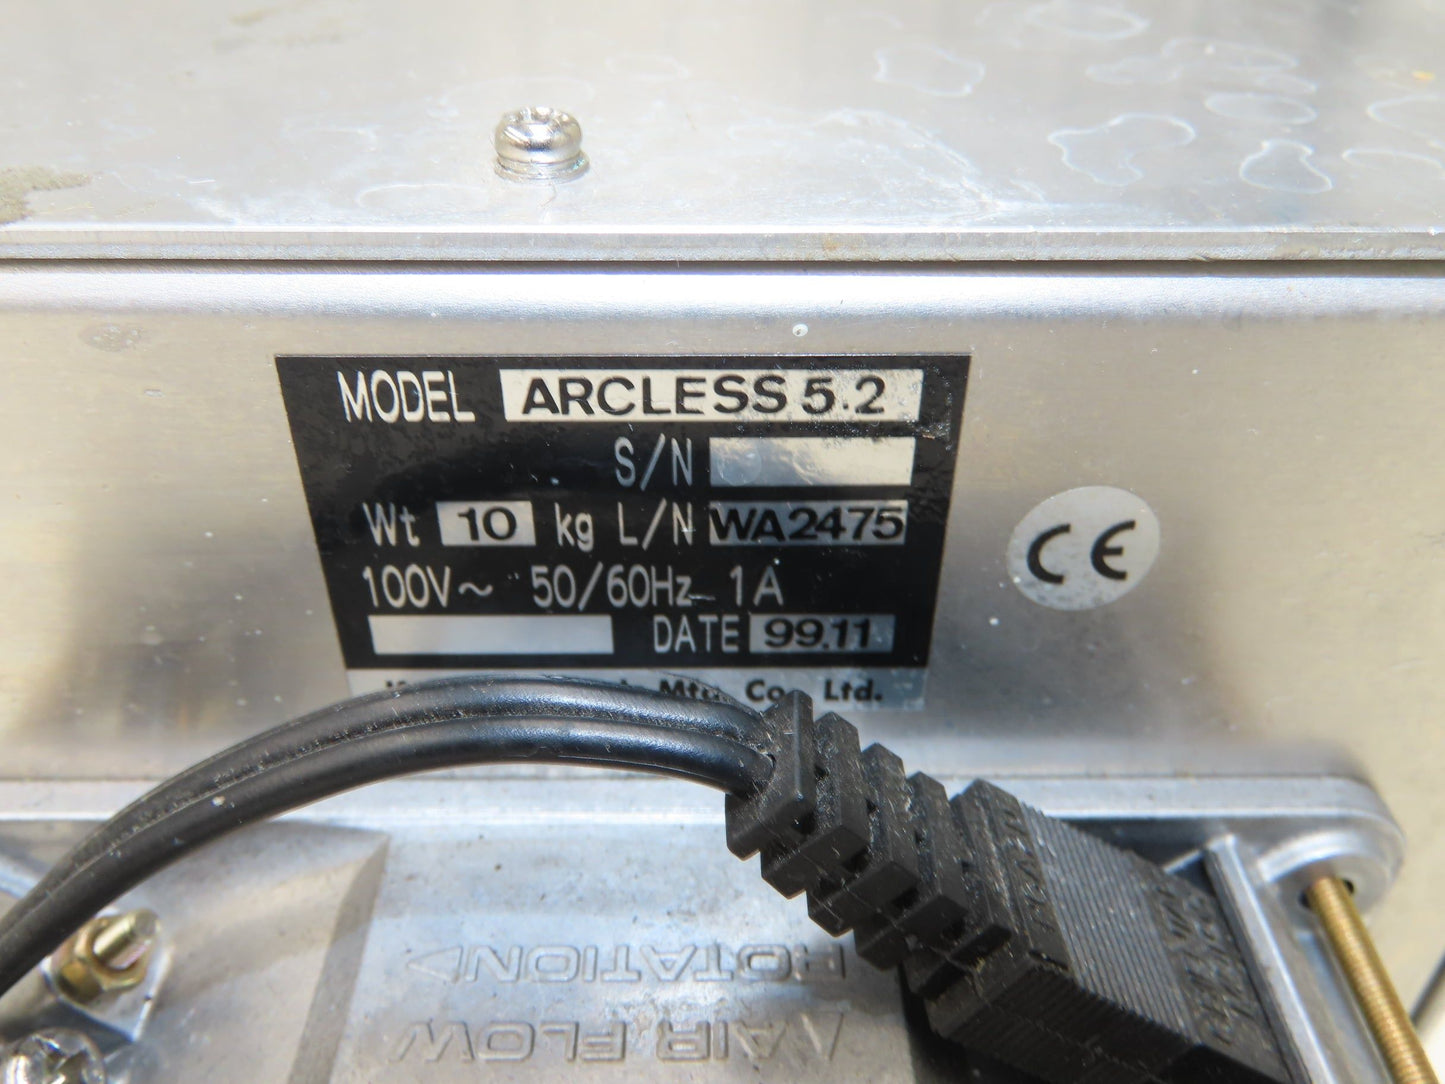 MODEL ARCLESS 5.2
S/N
Wt 10 kg L/N WA2475
100V~ 50/60Hz 1A
DATE 99.11
Co., Ltd.
CE
ROTATION
AIR FLOW